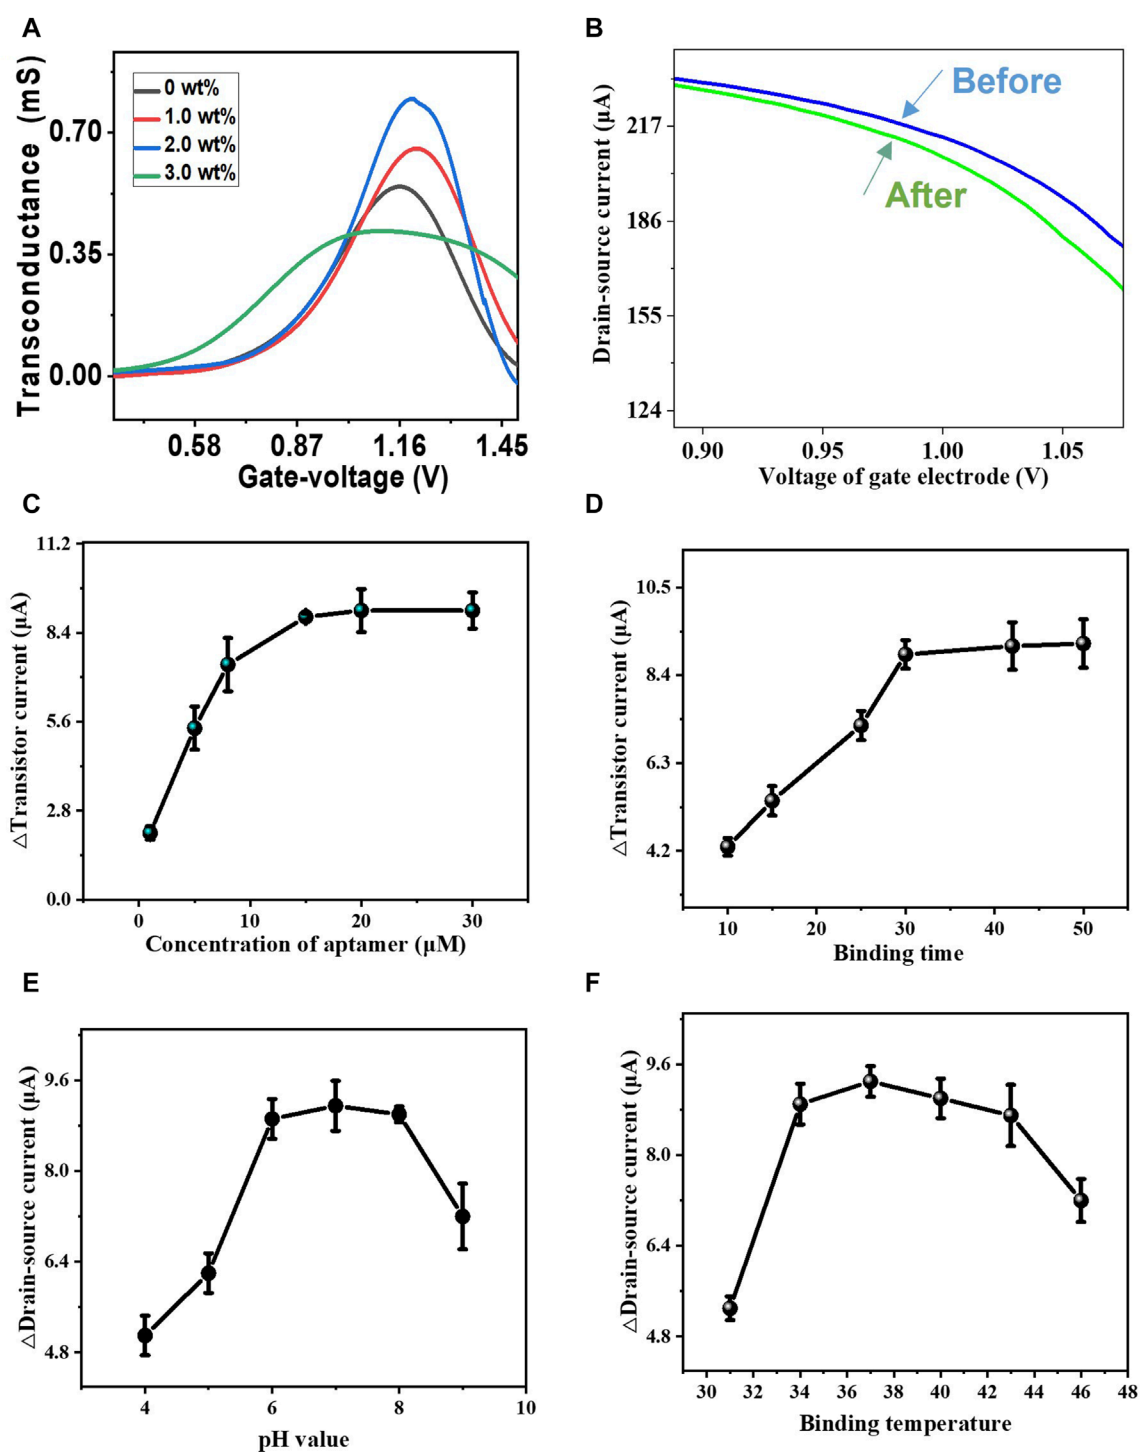 A
Transconductance (mS)
0.70
0.35
0.00
0 wt%
1.0 wt%
2.0 wt%
3.0 wt%
0.58 0.87 1.16 1.45
Gate-voltage (V)
B
Drain-source current (μA)
217
186
155
124
Before
After
0.90 0.95 1.00 1.05
Voltage of gate electrode (V)
C
△Transistor current (μA)
11.2
8.4
5.6
2.8
0.0
0 10 20 30
Concentration of aptamer (μM)
D
△Transistor current (μA)
10.5
8.4
6.3
4.2
10 20 30 40 50
Binding time
E
△Drain-source current (μA)
9.6
8.0
6.4
4.8
4 6 8 10
pH value
F
△Drain-source current (μA)
9.6
8.0
6.4
4.8
30 32 34 36 38 40 42 44 46 48
Binding temperature